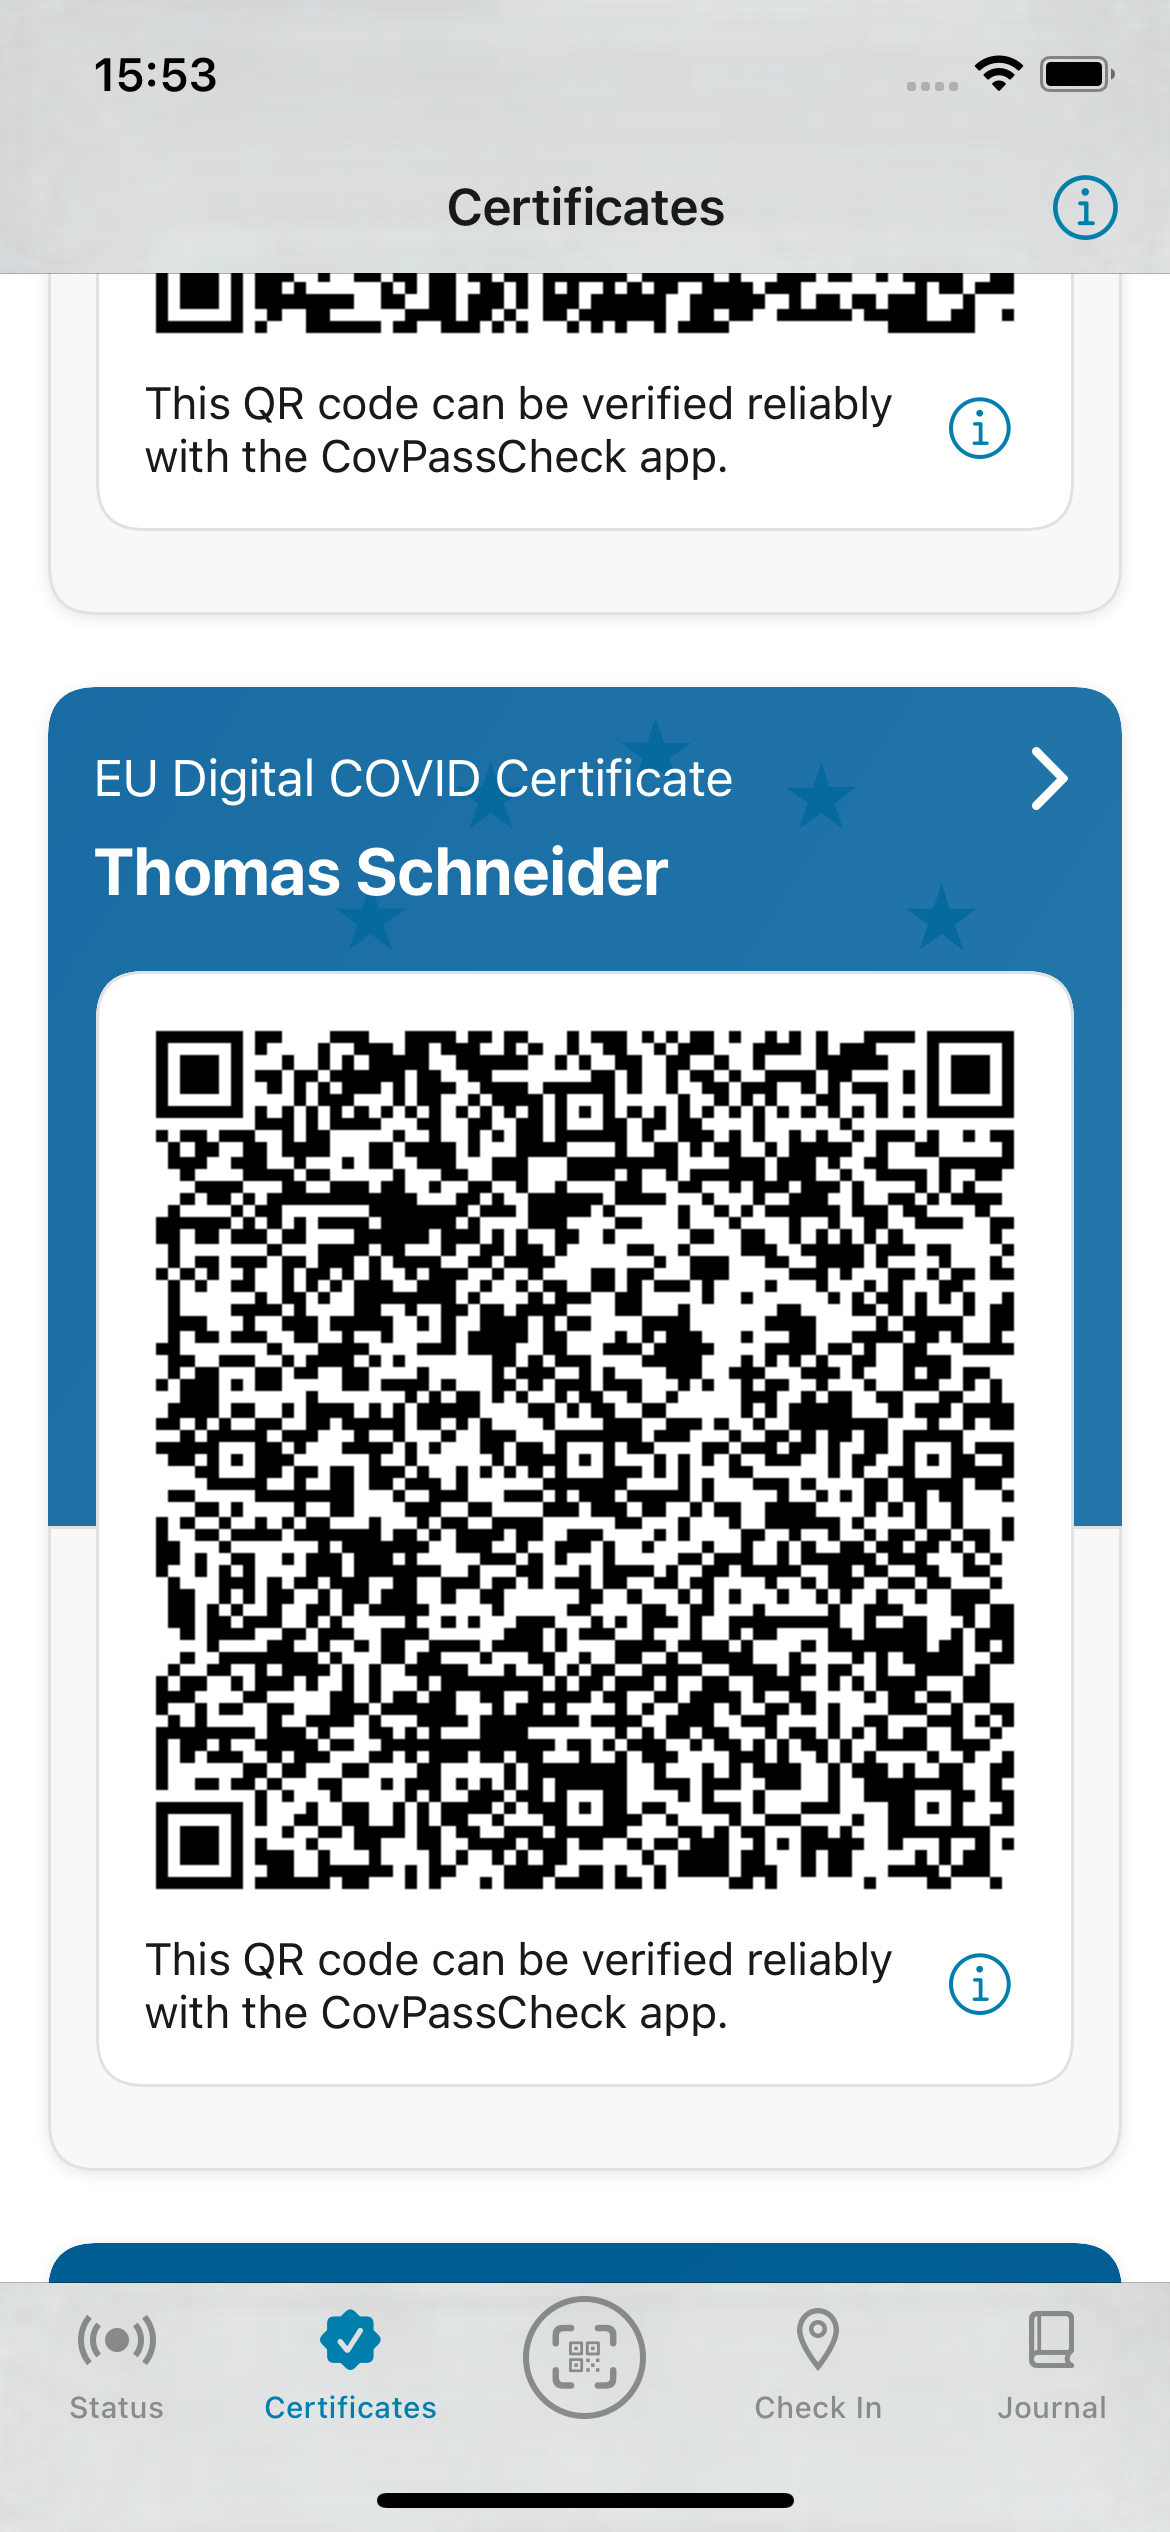 15:53
Certificates
This QR code can be verified reliably
with the CovPassCheck app.
EU Digital COVID Certificate
Thomas Schneider
This QR code can be verified reliably
with the CovPassCheck app.
Status
Certificates
Check In
Journal